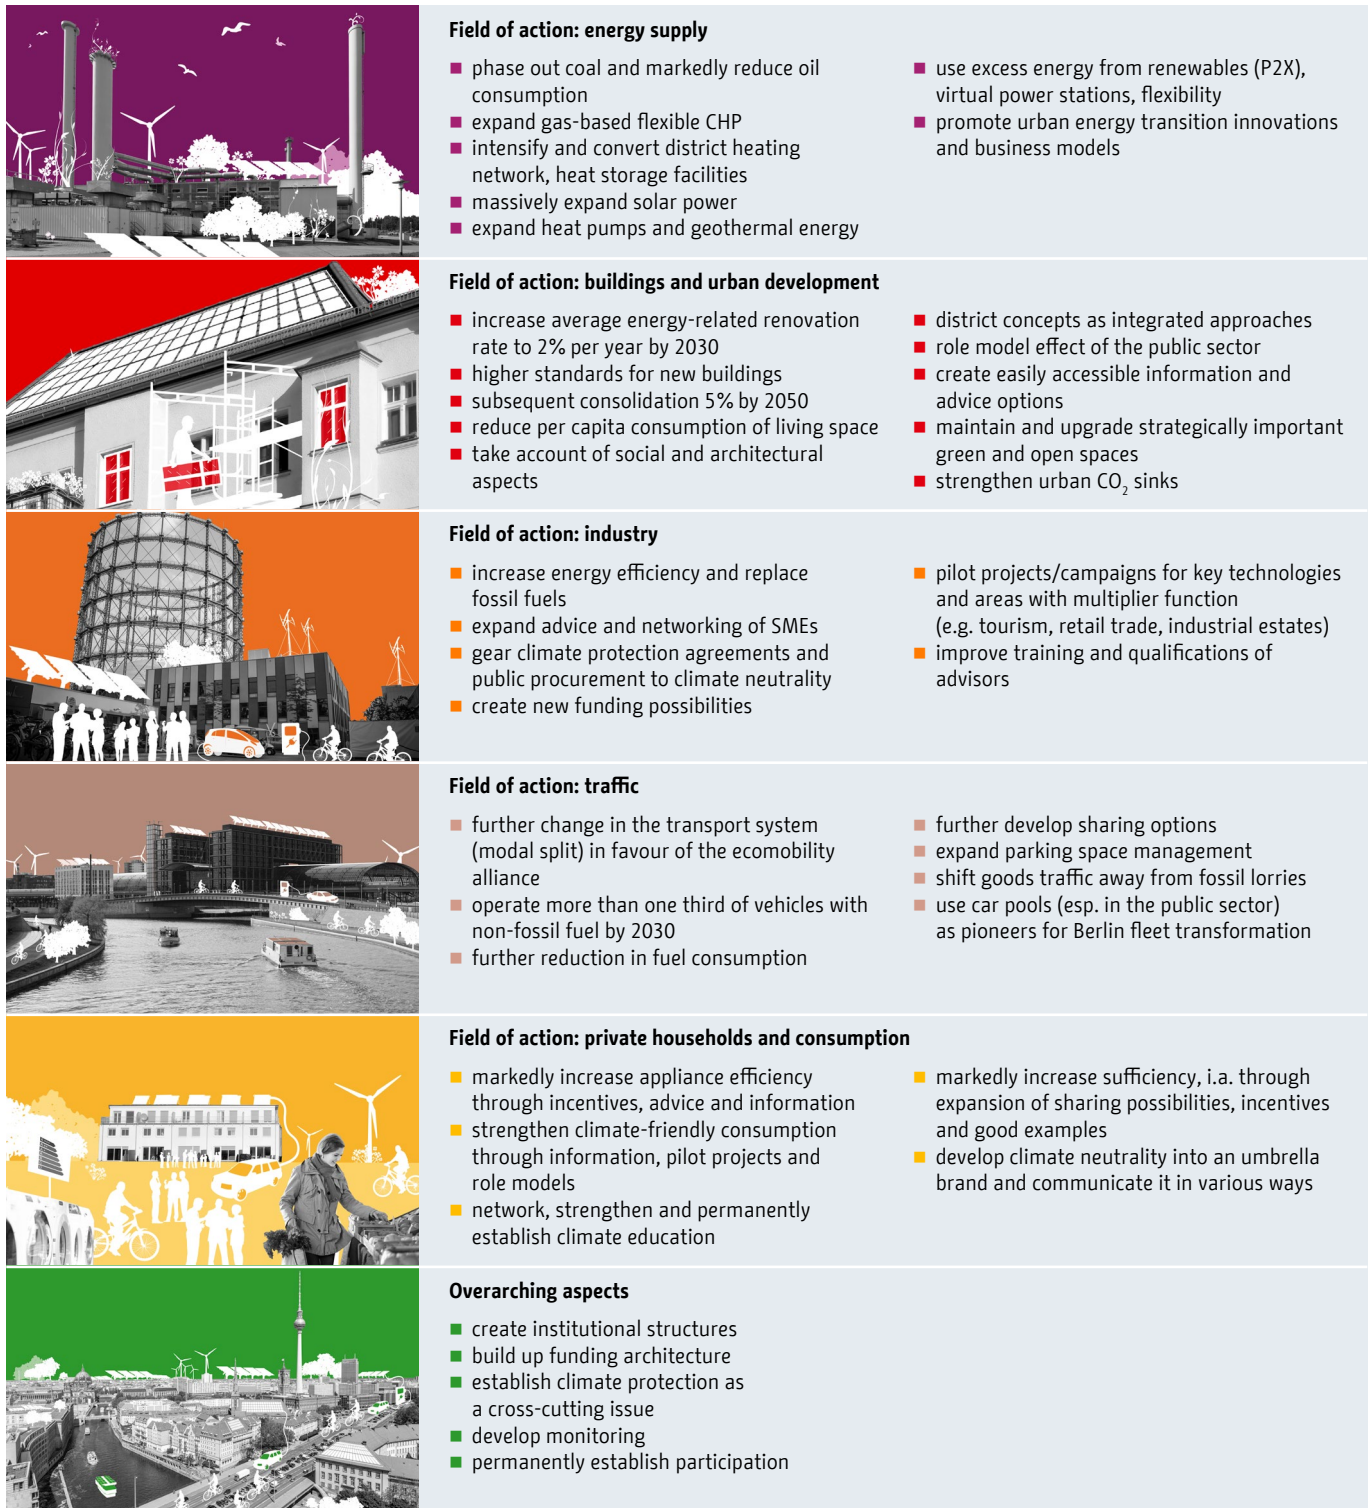 Field of action: energy supply
phase out coal and markedly reduce oil
consumption
expand gas-based flexible CHP
intensify and convert district heating
network, heat storage facilities
massively expand solar power
expand heat pumps and geothermal energy
use excess energy from renewables (P2X),
virtual power stations, flexibility
promote urban energy transition innovations
and business models
Field of action: buildings and urban development
increase average energy-related renovation
rate to 2% per year by 2030
higher standards for new buildings
subsequent consolidation 5% by 2050
reduce per capita consumption of living space
take account of social and architectural
aspects
district concepts as integrated approaches
role model effect of the public sector
create easily accessible information and
advice options
maintain and upgrade strategically important
green and open spaces
strengthen urban CO₂ sinks
Field of action: industry
increase energy efficiency and replace
fossil fuels
expand advice and networking of SMEs
gear climate protection agreements and
public procurement to climate neutrality
create new funding possibilities
pilot projects/campaigns for key technologies
and areas with multiplier function
(e.g. tourism, retail trade, industrial estates)
improve training and qualifications of
advisors
Field of action: traffic
further change in the transport system
(modal split) in favour of the ecomobility
alliance
operate more than one third of vehicles with
non-fossil fuel by 2030
further reduction in fuel consumption
further develop sharing options
expand parking space management
shift goods traffic away from fossil lorries
use car pools (esp. in the public sector)
as pioneers for Berlin fleet transformation
Field of action: private households and consumption
markedly increase appliance efficiency
through incentives, advice and information
strengthen climate-friendly consumption
through information, pilot projects and
role models
network, strengthen and permanently
establish climate education
markedly increase sufficiency, i.a. through
expansion of sharing possibilities, incentives
and good examples
develop climate neutrality into an umbrella
brand and communicate it in various ways
Overarching aspects
create institutional structures
build up funding architecture
establish climate protection as
a cross-cutting issue
develop monitoring
permanently establish participation